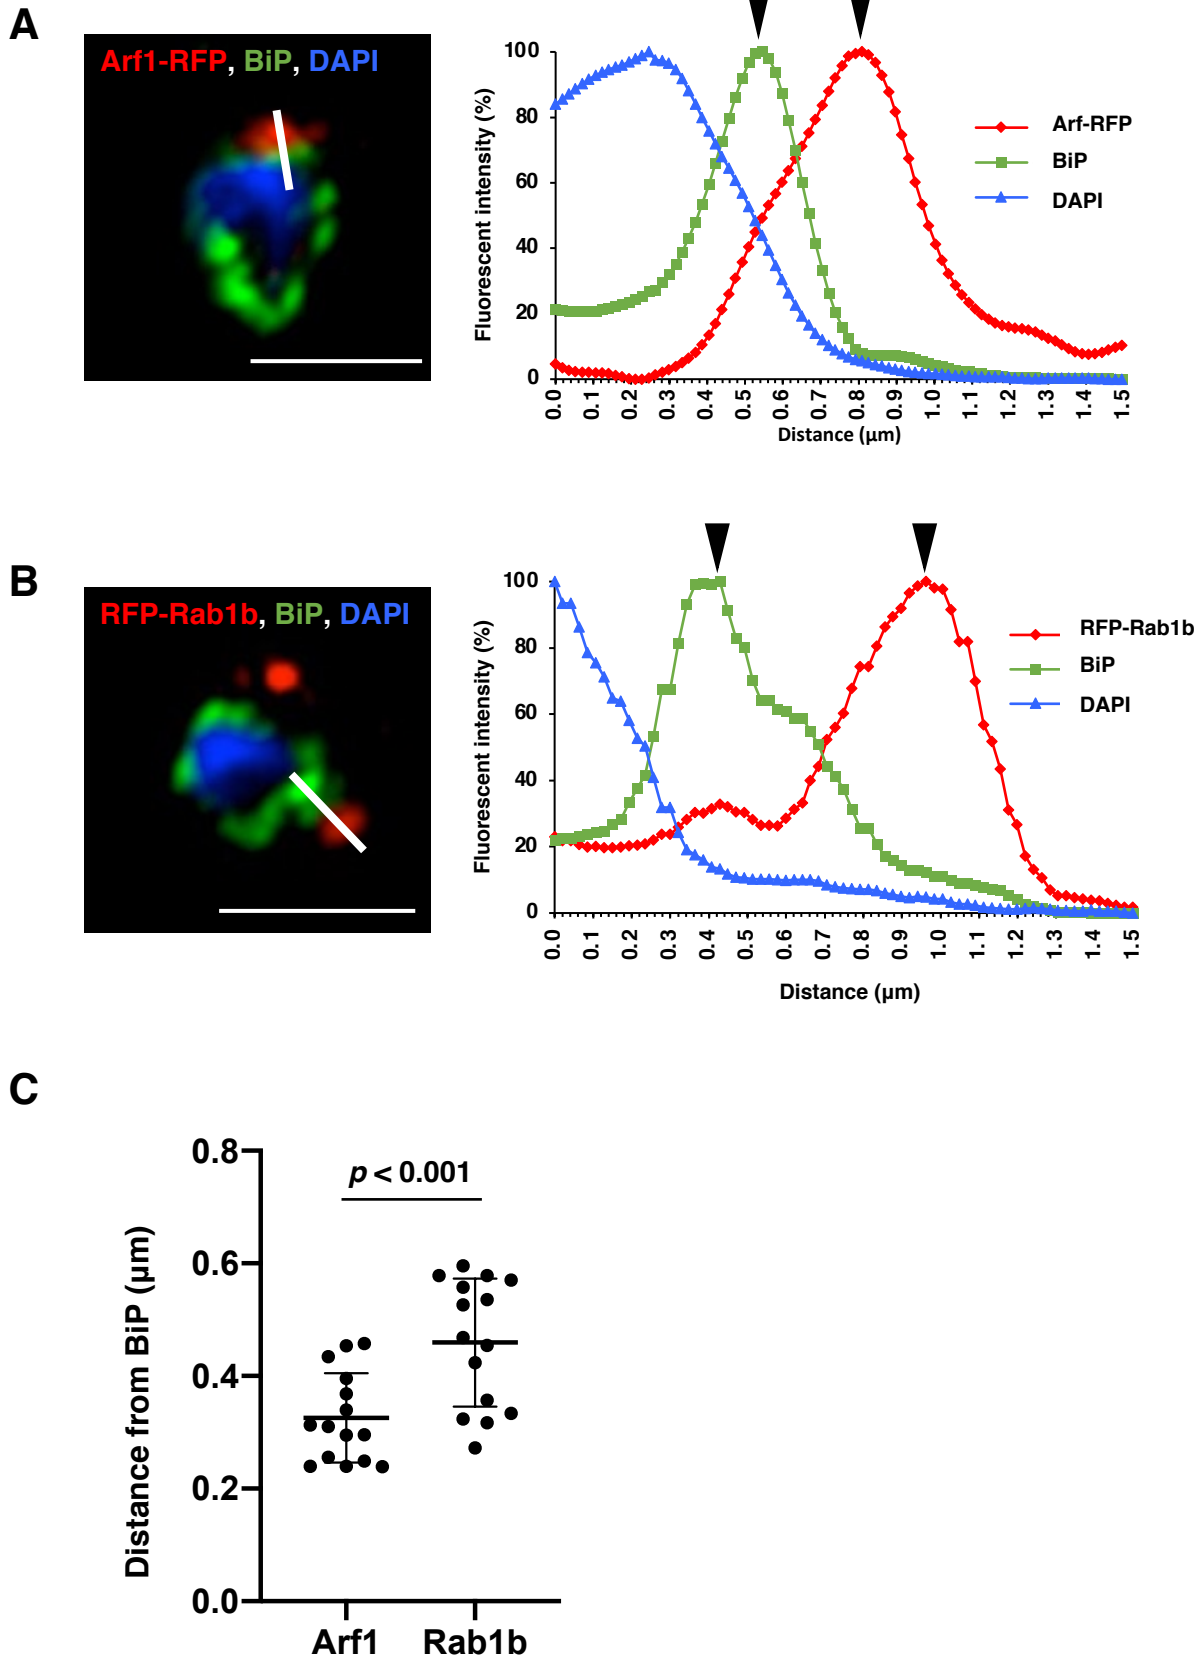 A
Arf1-RFP, BiP, DAPI
Fluorescent intensity (%)
100
80
60
40
20
0
0.0 0.1 0.2 0.3 0.4 0.5 0.6 0.7 0.8 0.9 1.0 1.1 1.2 1.3 1.4 1.5
Distance (μm)
Arf-RFP
BiP
DAPI
B
RFP-Rab1b, BiP, DAPI
Fluorescent intensity (%)
100
80
60
40
20
0
0.0 0.1 0.2 0.3 0.4 0.5 0.6 0.7 0.8 0.9 1.0 1.1 1.2 1.3 1.5
Distance (μm)
RFP-Rab1b
BiP
DAPI
C
Distance from BiP (μm)
0.8
0.6
0.4
0.2
0.0
p < 0.001
Arf1 Rab1b